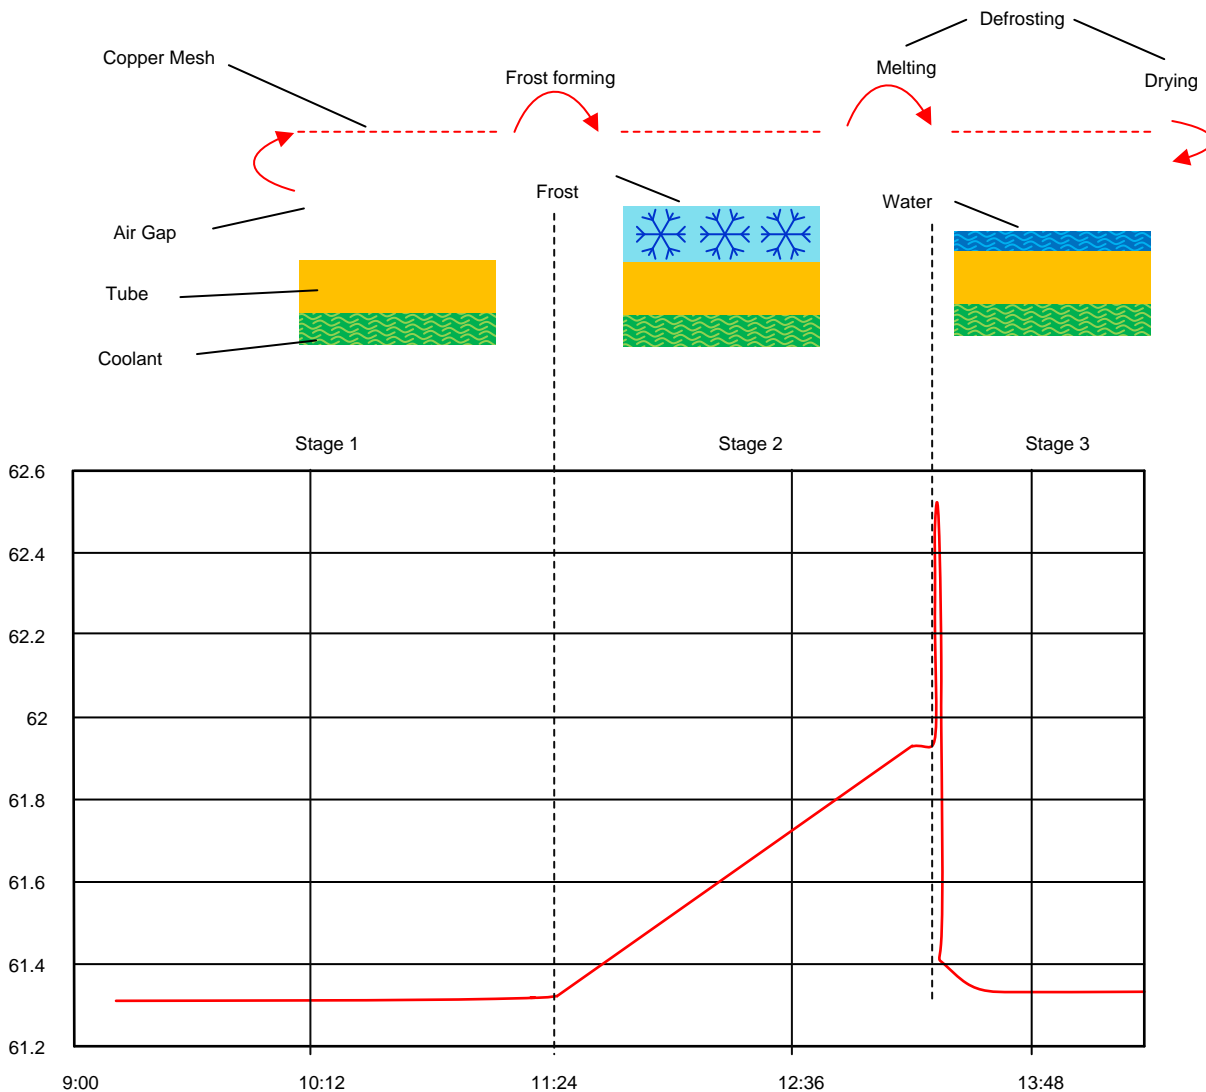 Defrosting
Copper Mesh
Frost forming
Melting
Drying
Frost
Water
Air Gap
Tube
Coolant
Stage 1
Stage 2
Stage 3
62.6
62.4
62.2
62
61.8
61.6
61.4
61.2
9:00
10:12
11:24
12:36
13:48